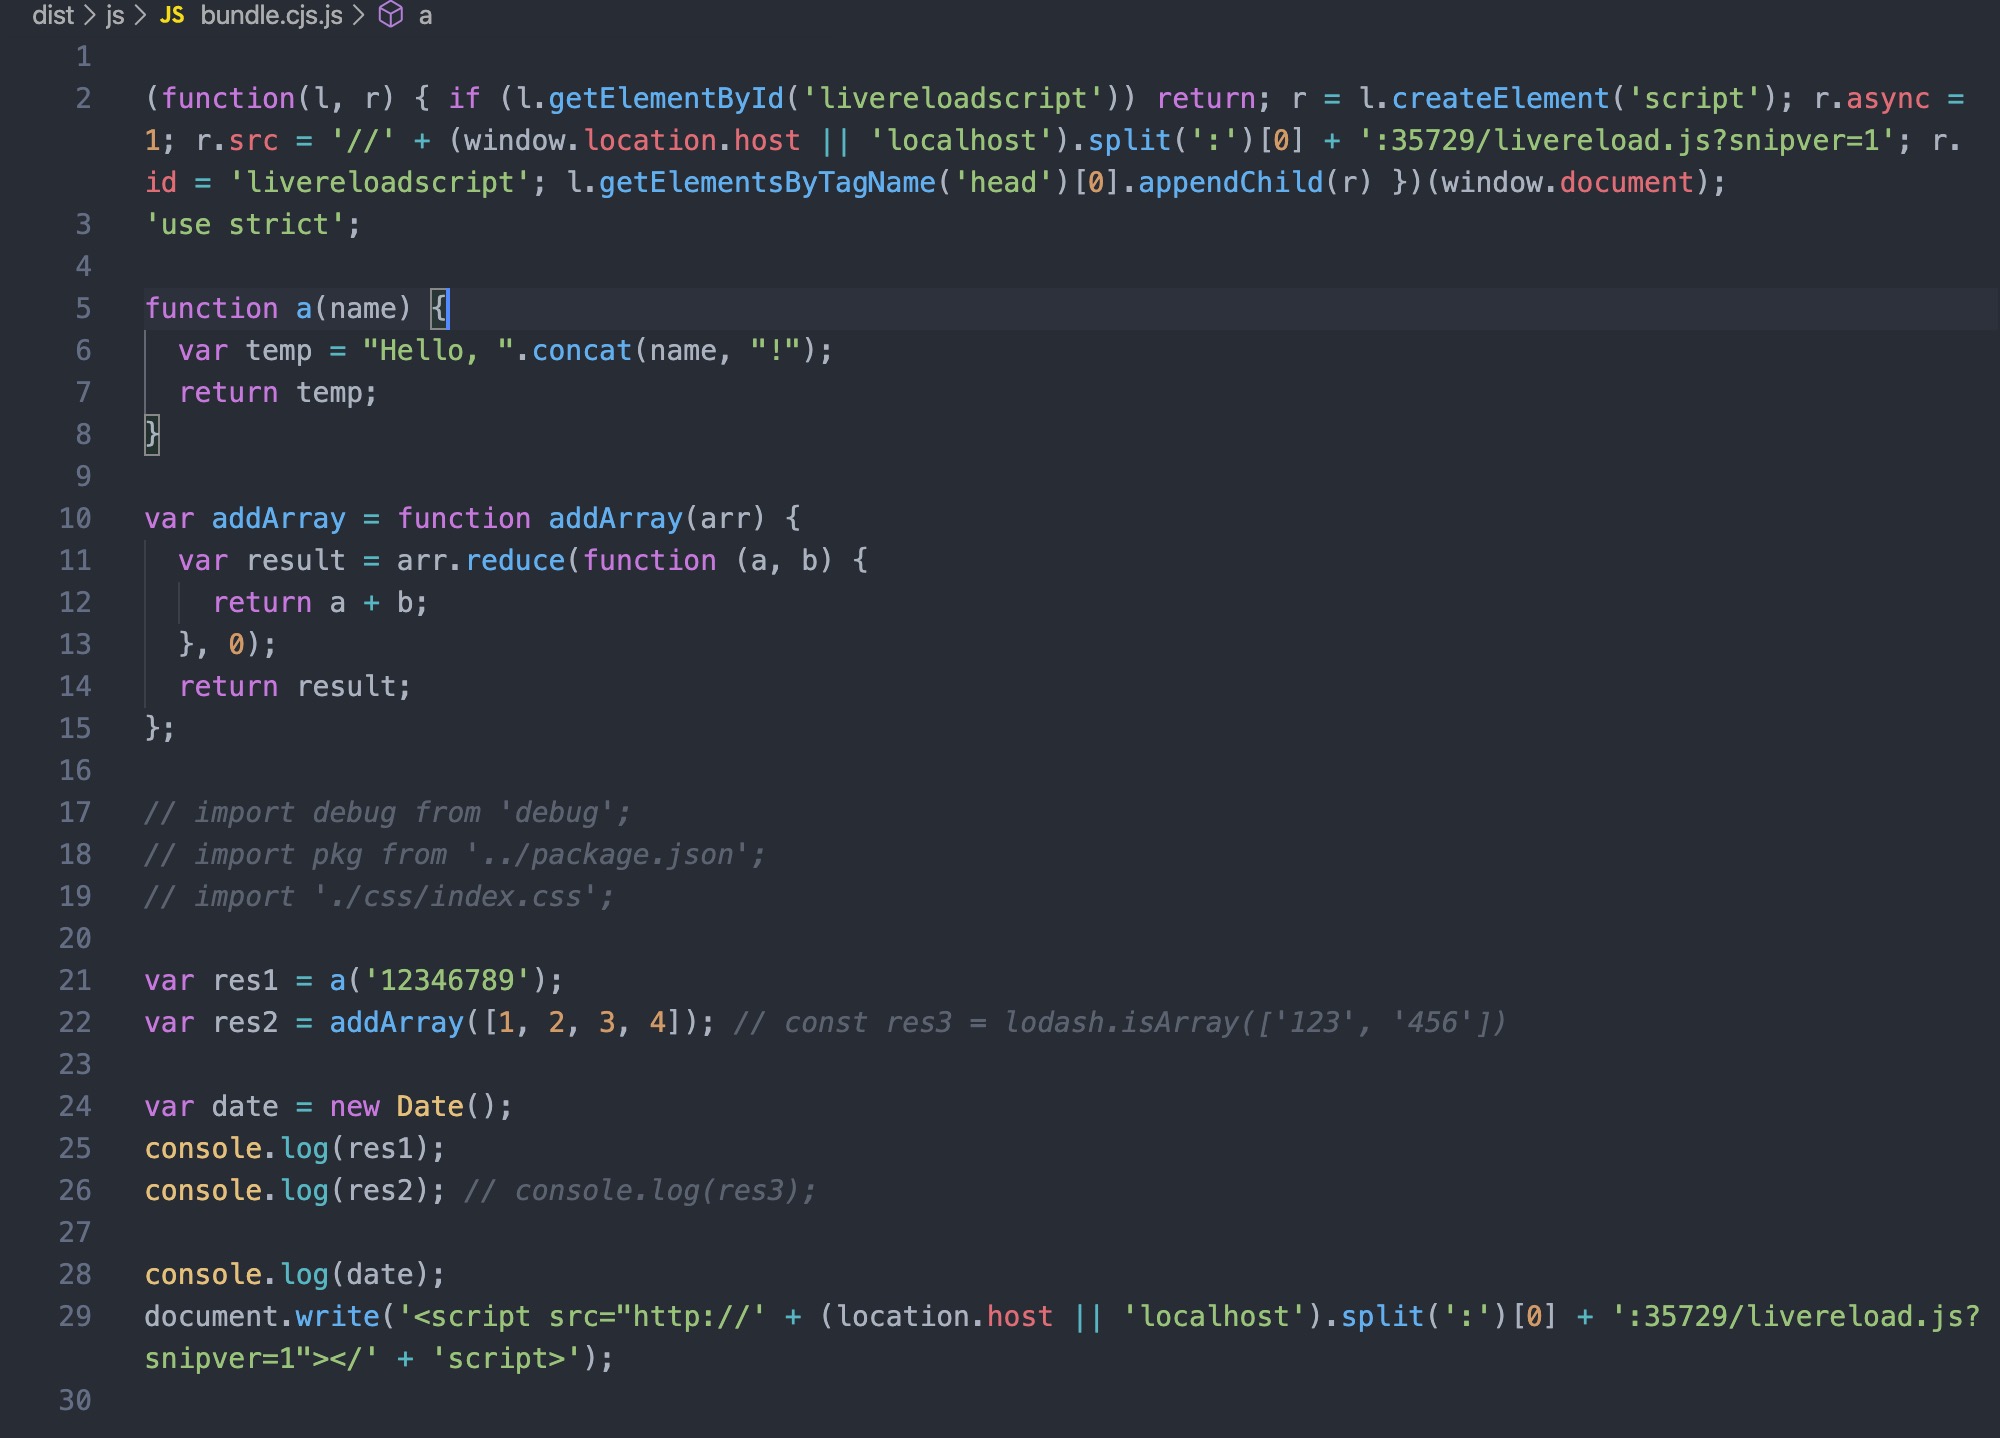 dist > js > JS bundle.cjs.js > a
1
2 (function(l, r) { if (l.getElementById('livereloadscript')) return; r = l.createElement('script'); r.async =
1; r.src = '//' + (window.location.host || 'localhost').split(':')[0] + ':35729/livereload.js?snipver=1'; r.
id = 'livereloadscript'; l.getElementsByTagName('head')[0].appendChild(r) })(window.document);
3 'use strict';
4
5 function a(name) {
6   var temp = "Hello, ".concat(name, "!");
7   return temp;
8 }
9
10 var addArray = function addArray(arr) {
11   var result = arr.reduce(function (a, b) {
12     return a + b;
13   }, 0);
14   return result;
15 };
16
17 // import debug from 'debug';
18 // import pkg from '../package.json';
19 // import './css/index.css';
20
21 var res1 = a('12346789');
22 var res2 = addArray([1, 2, 3, 4]); // const res3 = lodash.isArray(['123', '456'])
23
24 var date = new Date();
25 console.log(res1);
26 console.log(res2); // console.log(res3);
27
28 console.log(date);
29 document.write('<script src="http://' + (location.host || 'localhost').split(':')[0] + ':35729/livereload.js?
snipver=1"></' + 'script>');
30